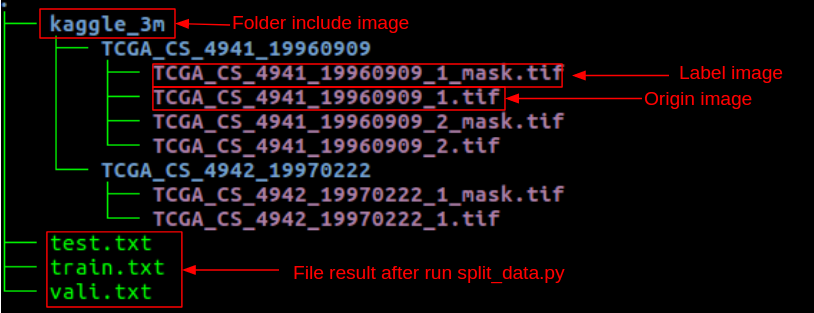 kaggle_3m Folder include image
TCGA_CS_4941_19960909
TCGA_CS_4941_19960909_1_mask.tif Label image
TCGA_CS_4941_19960909_1.tif Origin image
TCGA_CS_4941_19960909_2_mask.tif
TCGA_CS_4941_19960909_2.tif
TCGA_CS_4942_19970222
TCGA_CS_4942_19970222_1_mask.tif
TCGA_CS_4942_19970222_1.tif
test.txt
train.txt File result after run split_data.py
vali.txt